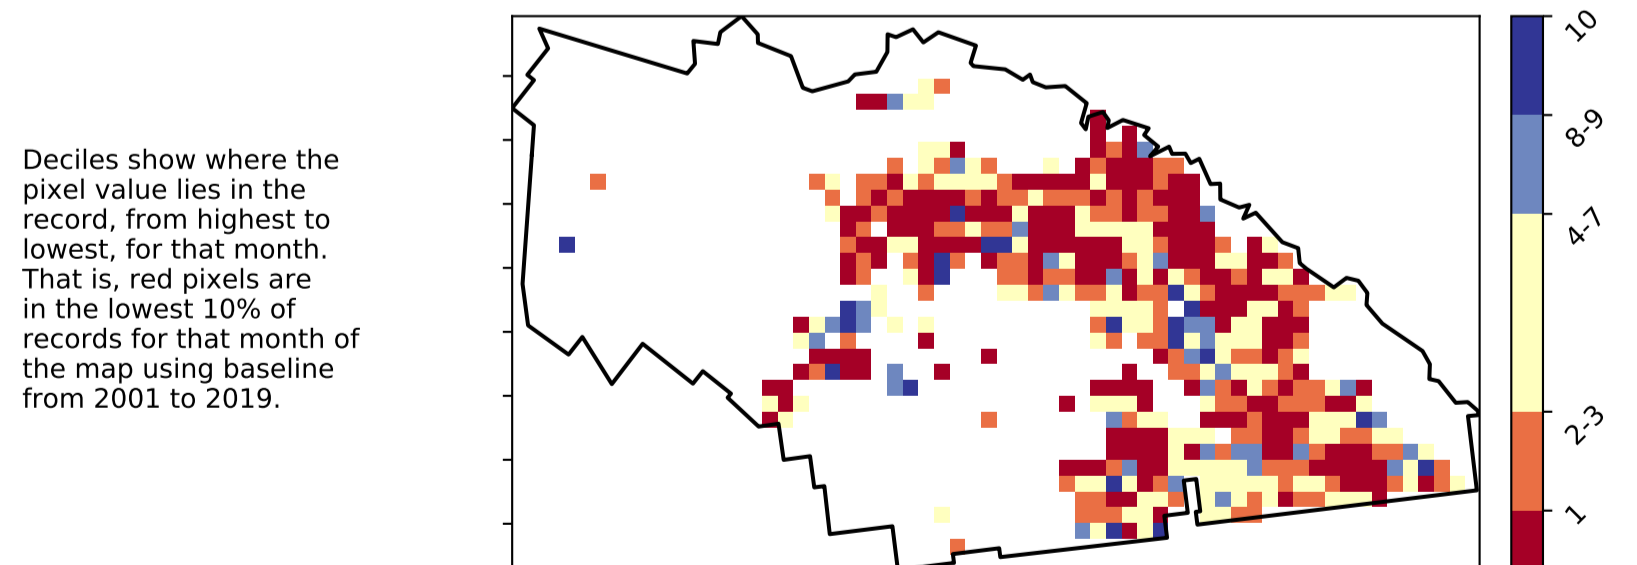 Deciles show where the
pixel value lies in the
record, from highest to
lowest, for that month.
That is, red pixels are
in the lowest 10% of
records for that month of
the map using baseline
from 2001 to 2019.
10
8-9
4-7
2-3
1